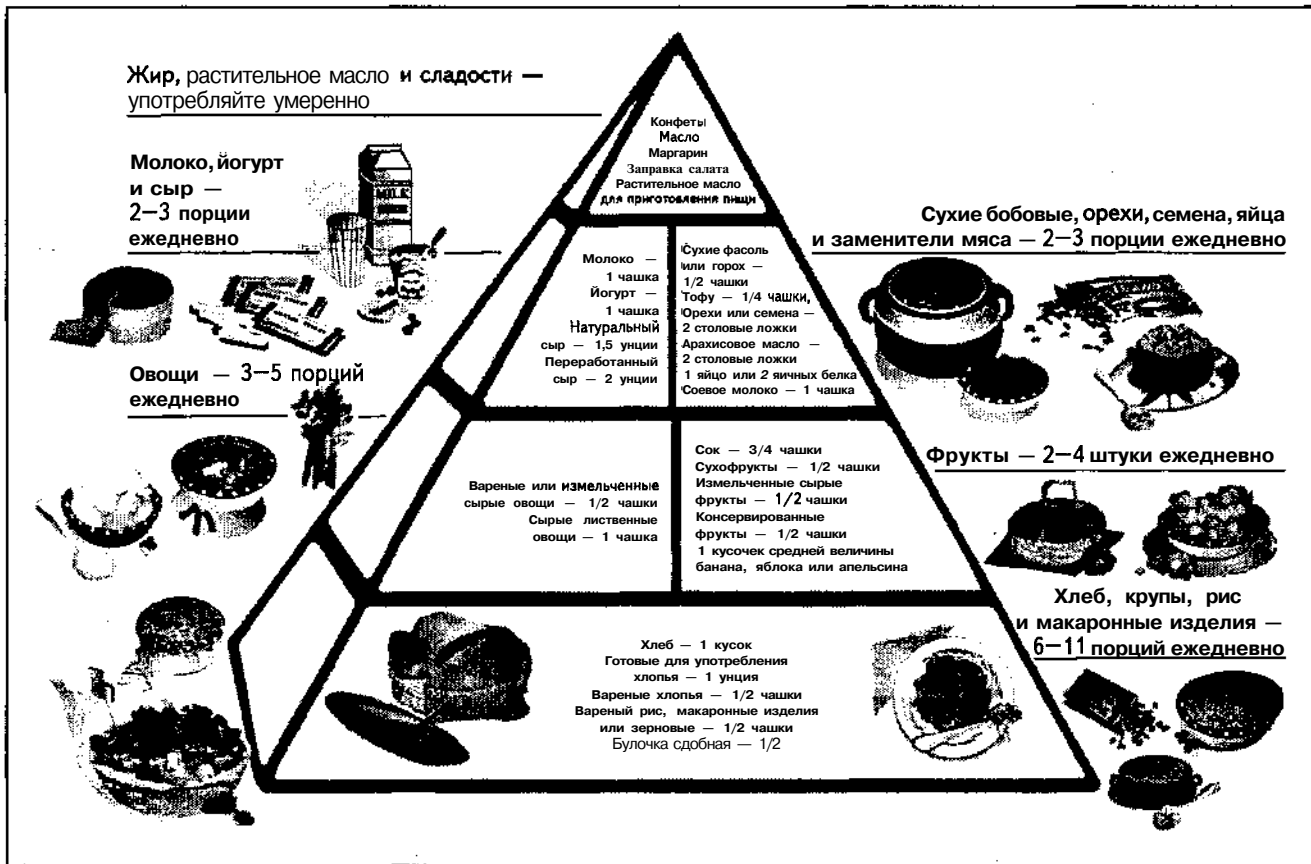 Жир, растительное масло и сладости —
употребляйте умеренно
Молоко, йогурт
и сыр —
2—3 порции
ежедневно
MILK
Овощи — 3—5 порций
ежедневно
Конфеты
Масло
Маргарин
Заправка салата
Растительное масло
для приготовления пищи
Молоко —
1 чашка
Йогурт —
1 чашка
Натуральный
сыр — 1,5 унции
Переработанный
сыр — 2 унции
Сухие фасоль
или горох —
1/2 чашки
Тофу — 1/4 чашки,
Орехи или семена —
2 столовые ложки
Арахисовое масло —
2 столовые ложки
1 яйцо или 2 яичных белка
Соевое молоко — 1 чашка
Вареные или измельченные
сырые овощи — 1/2 чашки
Сырые лиственные
овощи — 1 чашка
Сок — 3/4 чашки
Сухофрукты — 1/2 чашки
Измельченные сырые
фрукты — 1/2 чашки
Консервированные
фрукты — 1/2 чашки
1 кусочек средней величины
банана, яблока или апельсина
Хлеб — 1 кусок
Готовые для употребления
хлопья — 1 унция
Вареные хлопья — 1/2 чашки
Вареный рис, макаронные изделия
или зерновые — 1/2 чашки
Булочка сдобная — 1/2
Сухие бобовые, орехи, семена, яйца
и заменители мяса — 2—3 порции ежедневно
Фрукты — 2—4 штуки ежедневно
Хлеб, крупы, рис
и макаронные изделия —
6—11 порций ежедневно